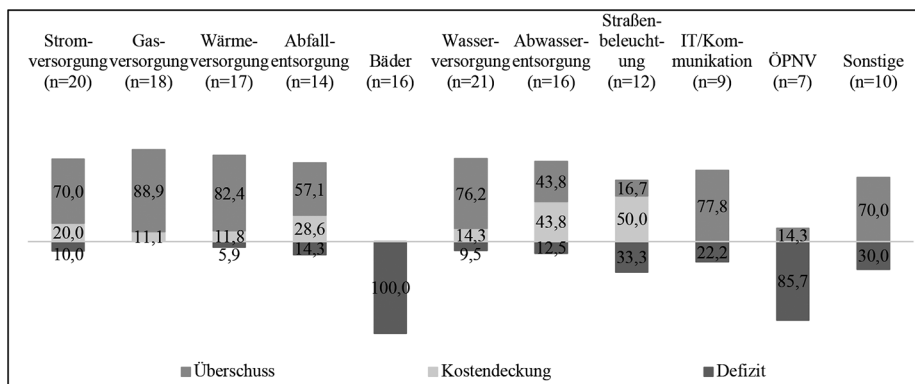 Strom-
versorgung
(n=20)
Gas-
versorgung
(n=18)
Wärme-
versorgung
(n=17)
Abfall-
entsorgung
(n=14)
Bäder
(n=16)
Wasser-
versorgung
(n=21)
Abwasser-
entsorgung
(n=16)
Straßen-
beleucht-
ung
(n=12)
IT/Kom-
munikation
(n=9)
ÖPNV
(n=7)
Sonstige
(n=10)
70,0 88,9 82,4 57,1 76,2 43,8 16,7 77,8 70,0
20,0 11,1 11,8 28,6 14,3 43,8 50,0 14,3
10,0 5,9 14,3 100,0 9,5 12,5 33,3 22,2 85,7 30,0
Überschuss Kostendeckung Defizit